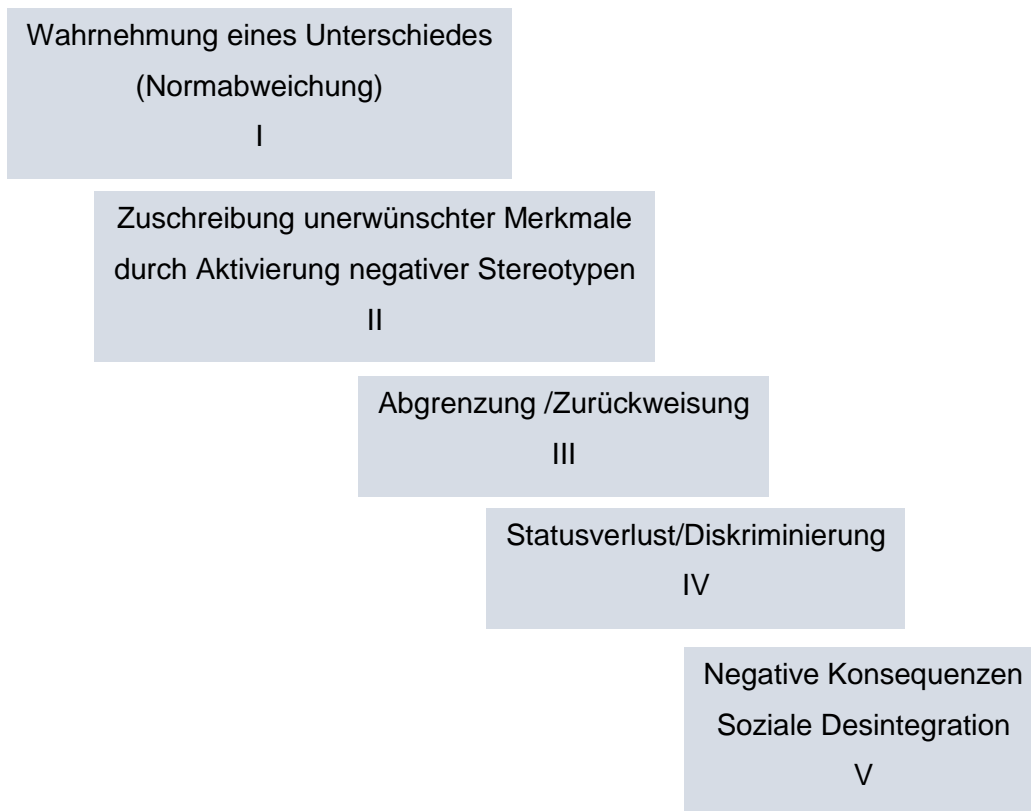 Wahrnehmung eines Unterschiedes
(Normabweichung)
I
Zuschreibung unerwünschter Merkmale
durch Aktivierung negativer Stereotypen
II
Abgrenzung /Zurückweisung
III
Statusverlust/Diskriminierung
IV
Negative Konsequenzen
Soziale Desintegration
V